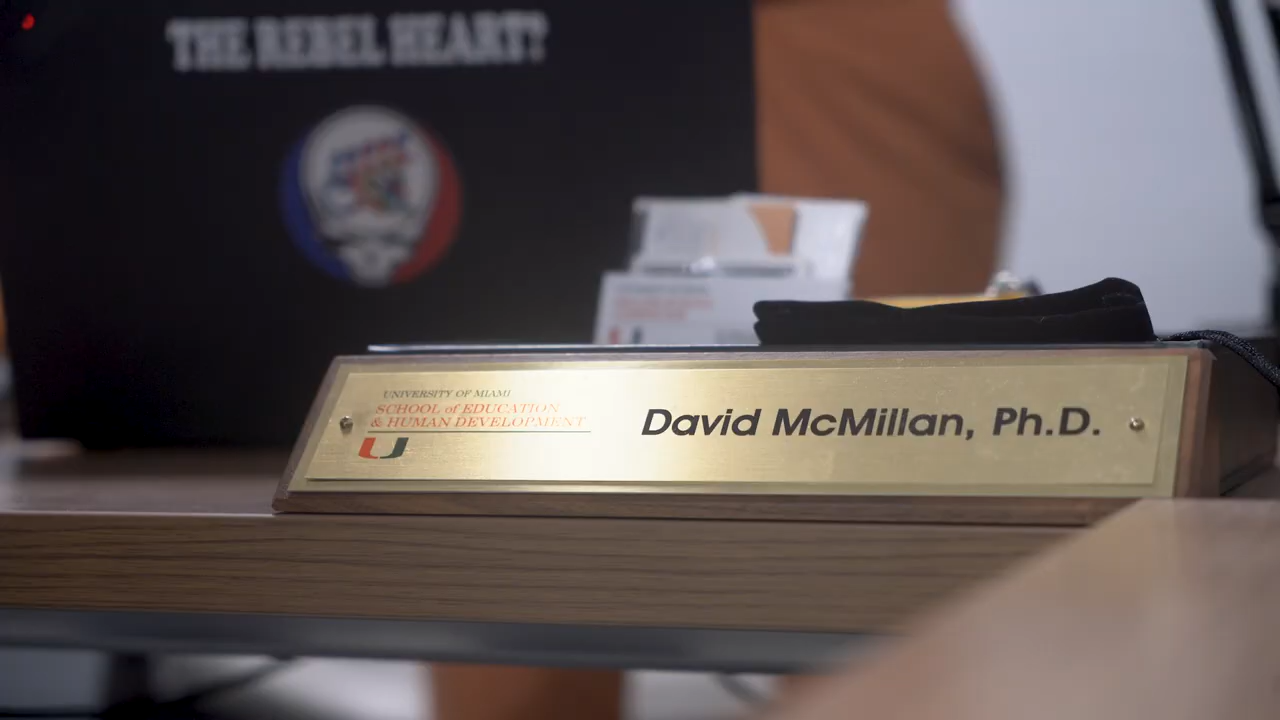 THE REBEL HEART?
UNIVERSITY OF MIAMI
SCHOOL of EDUCATION
& HUMAN DEVELOPMENT
David McMillan, Ph.D.